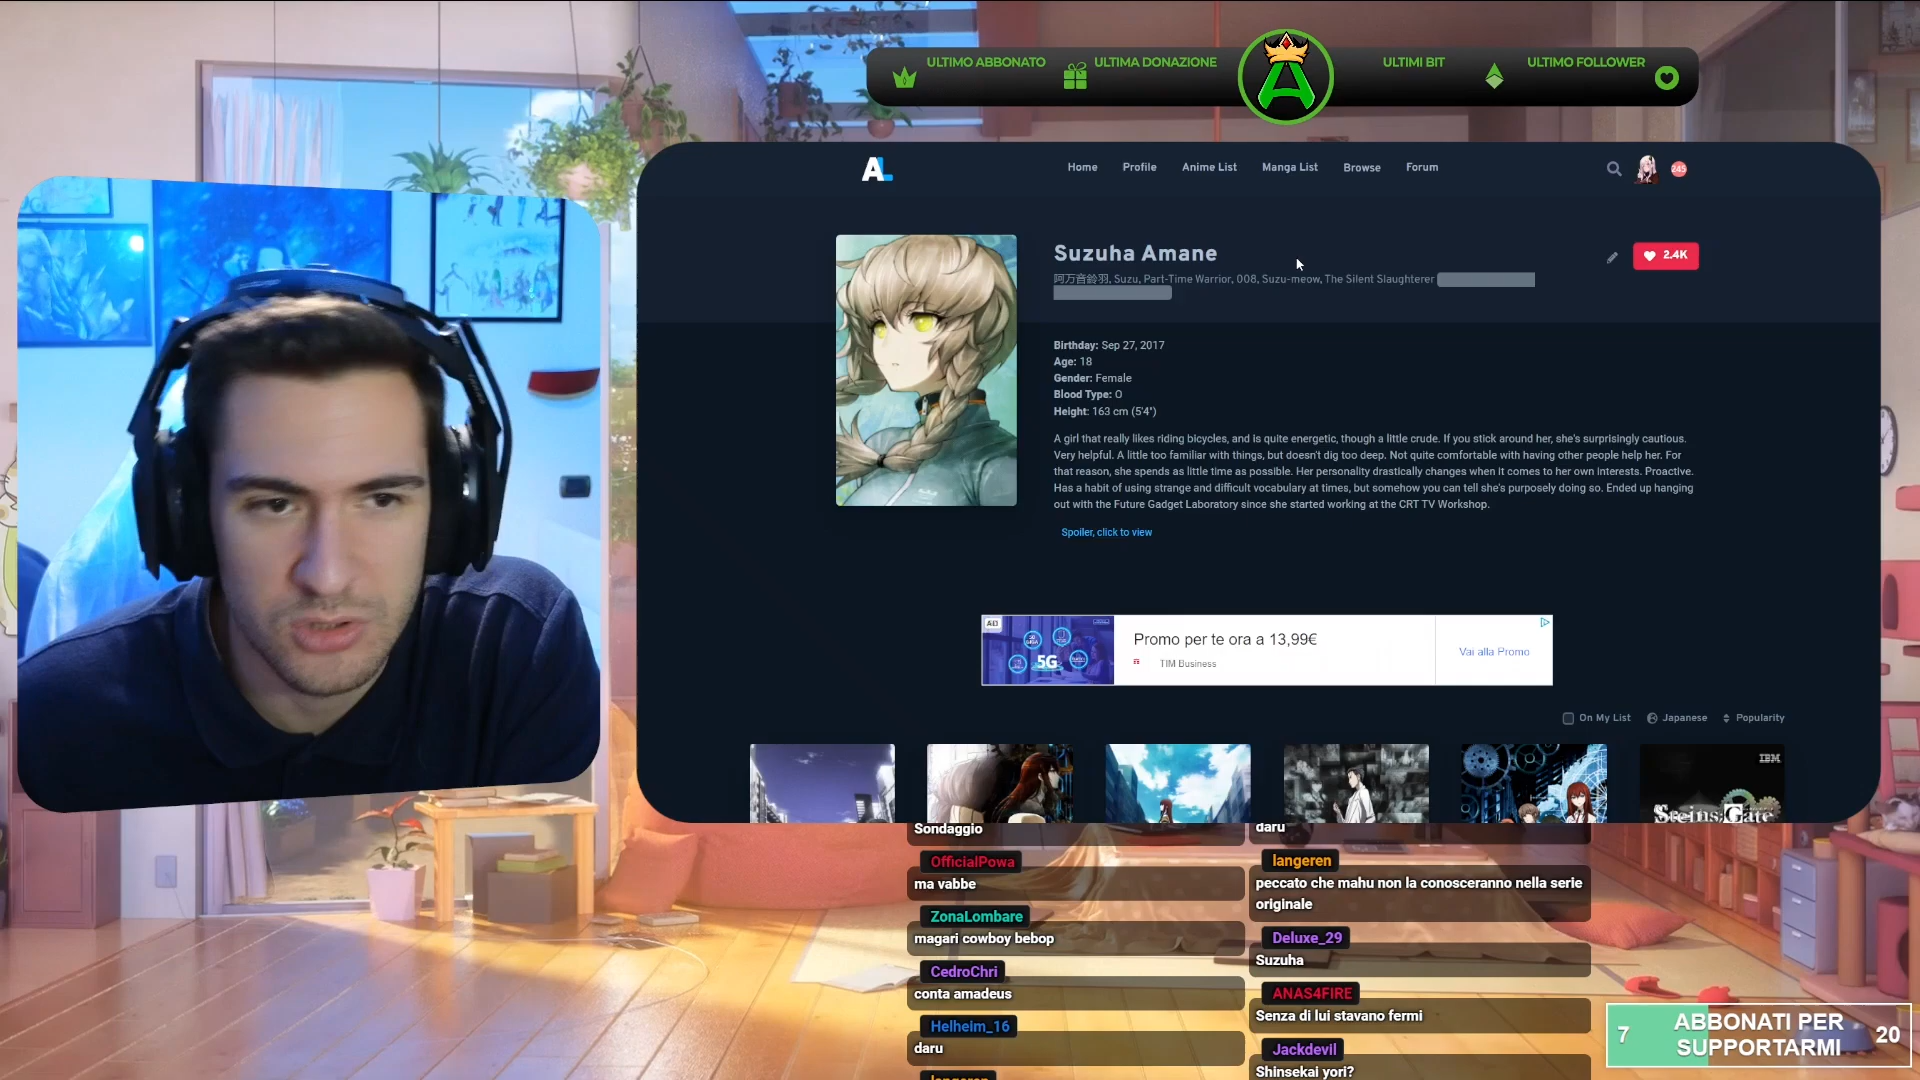 ULTIMO ABBONATO
ULTIMA DONAZIONE
ULTIMI BIT
ULTIMO FOLLOWER
Home
Profile
Anime List
Manga List
Browse
Forum
245
Suzuha Amane
2.4K
阿万音鈴羽, Suzu, Part-Time Warrior, 008, Suzu-meow, The Silent Slaughterer
Birthday: Sep 27, 2017
Age: 18
Gender: Female
Blood Type: O
Height: 163 cm (5'4")
A girl that really likes riding bicycles, and is quite energetic, though a little crude. If you stick around her, she's surprisingly cautious.
Very helpful. A little too familiar with things, but doesn't dig too deep. Not quite comfortable with having other people help her. For
that reason, she spends as little time as possible. Her personality drastically changes when it comes to her own interests. Proactive.
Has a habit of using strange and difficult vocabulary at times, but somehow you can tell she's purposely doing so. Ended up hanging
out with the Future Gadget Laboratory since she started working at the CRT TV Workshop.
Spoiler, click to view
AD
5G
Promo per te ora a 13,99€
TIM Business
Vai alla Promo
On My List
Japanese
Popularity
IBM
Steins;Gate
Sondaggio
OfficialPowa
ma vabbe
ZonaLombare
magari cowboy bebop
CedroChri
conta amadeus
Helheim_16
daru
daru
langeren
peccato che mahu non la conosceranno nella serie
originale
Deluxe_29
Suzuha
ANAS4FIRE
Senza di lui stavano fermi
Jackdevil
Shinsekai yori?
7
ABBONATI PER
SUPPORTARMI
20